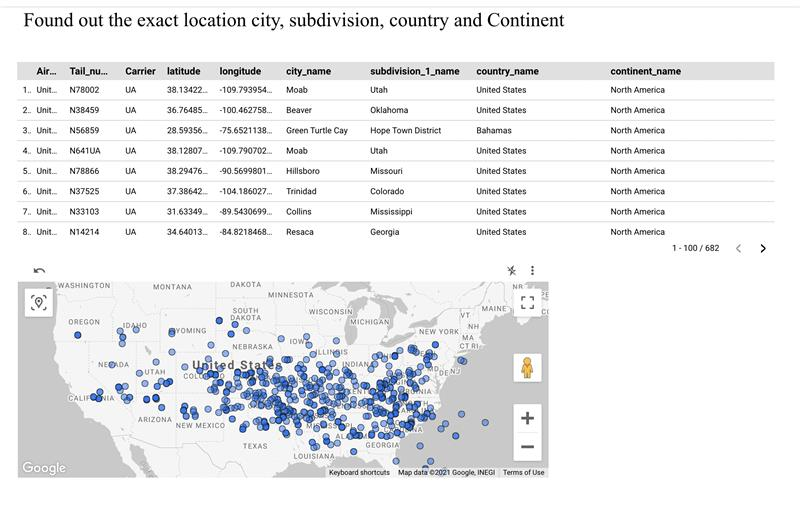 Found out the exact location city, subdivision, country and Continent
Air... Tail_nu... Carrier latitude longitude city_name subdivision_1_name country_name continent_name
1.. Unit... N78002 UA 38.13422... -109.793954... Moab Utah United States North America
2.. Unit... N38459 UA 36.76485... -100.462758... Beaver Oklahoma United States North America
3.. Unit... N56859 UA 28.59356... -75.6521138... Green Turtle Cay Hope Town District Bahamas North America
4.. Unit... N641UA UA 38.12807... -109.790702... Moab Utah United States North America
5.. Unit... N78866 UA 38.29476... -90.5699801... Hillsboro Missouri United States North America
6.. Unit... N37525 UA 37.38642... -104.186027... Trinidad Colorado United States North America
7.. Unit... N33103 UA 31.63349... -89.5430699... Collins Mississippi United States North America
8.. Unit... N14214 UA 34.64013... -84.8218468... Resaca Georgia United States North America
1 - 100 / 682
WASHINGTON MONTANA DAKOTA
MINNESOTA
OREGON IDAHO WYOMING SOUTH DAKOTA WISCONSIN MICHIGAN VT MAINE
NEW YORK NH
MA
CT RI
NEBRASKA IOWA
ILLINOIS
NEVADA UTAH United States INDIANA MD DE NJ
CALIFORNIA
ARIZONA NEW MEXICO
TEXAS GEORGIA
LOUISIANA
Google Keyboard shortcuts Map data ©2021 Google, INEGI Terms of Use